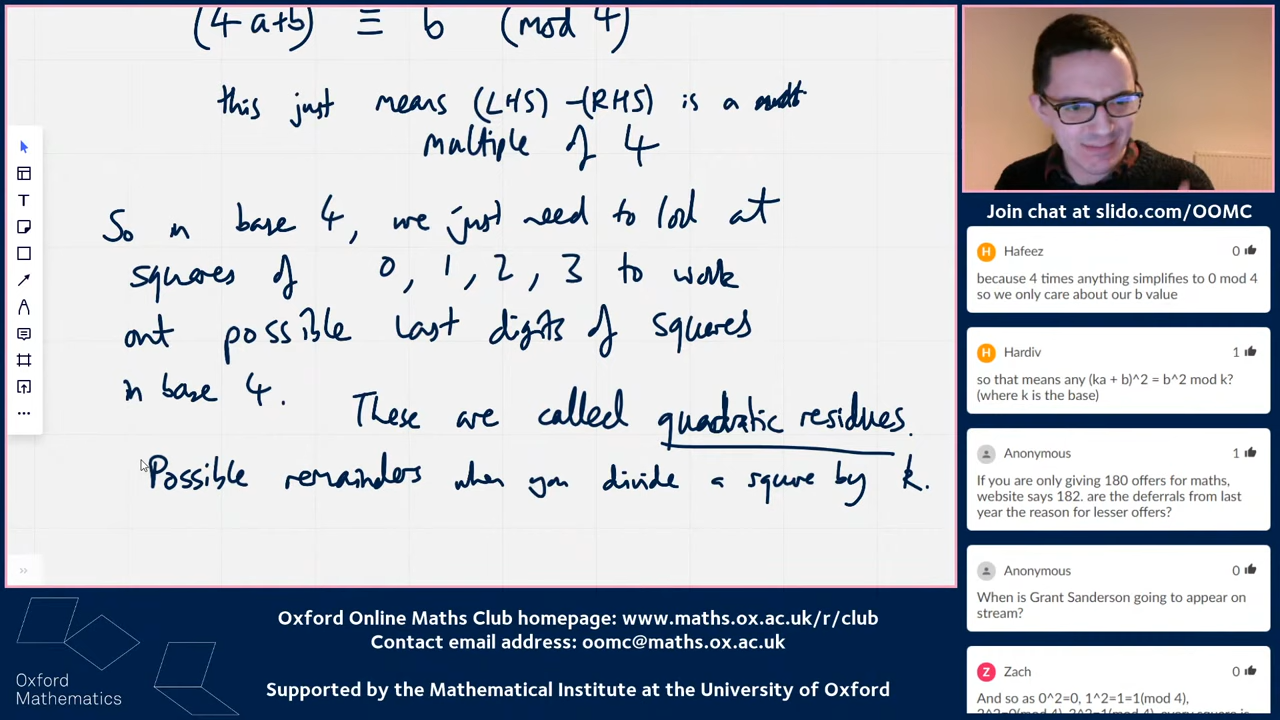 (4a+b) ≡ b (mod 4)
this just means (LHS) -(RHS) is a
multiple of 4
So in base 4, we just need to look at
squares of 0, 1, 2, 3 to work
out possible last digits of squares
in base 4.
These are called quadratic residues.
Possible remainders when you divide a square by k.
T
Join chat at slido.com/OOMC
H
Hafeez
0
because 4 times anything simplifies to 0 mod 4
so we only care about our b value
H
Hardiv
1
so that means any (ka + b)^2 = b^2 mod k?
(where k is the base)
Anonymous
1
If you are only giving 180 offers for maths,
website says 182. are the deferrals from last
year the reason for lesser offers?
Anonymous
0
When is Grant Sanderson going to appear on
stream?
Z
Zach
0
And so as 0^2=0, 1^2=1=1(mod 4),
Oxford
Mathematics
Oxford Online Maths Club homepage: www.maths.ox.ac.uk/r/club
Contact email address: oomc@maths.ox.ac.uk
Supported by the Mathematical Institute at the University of Oxford